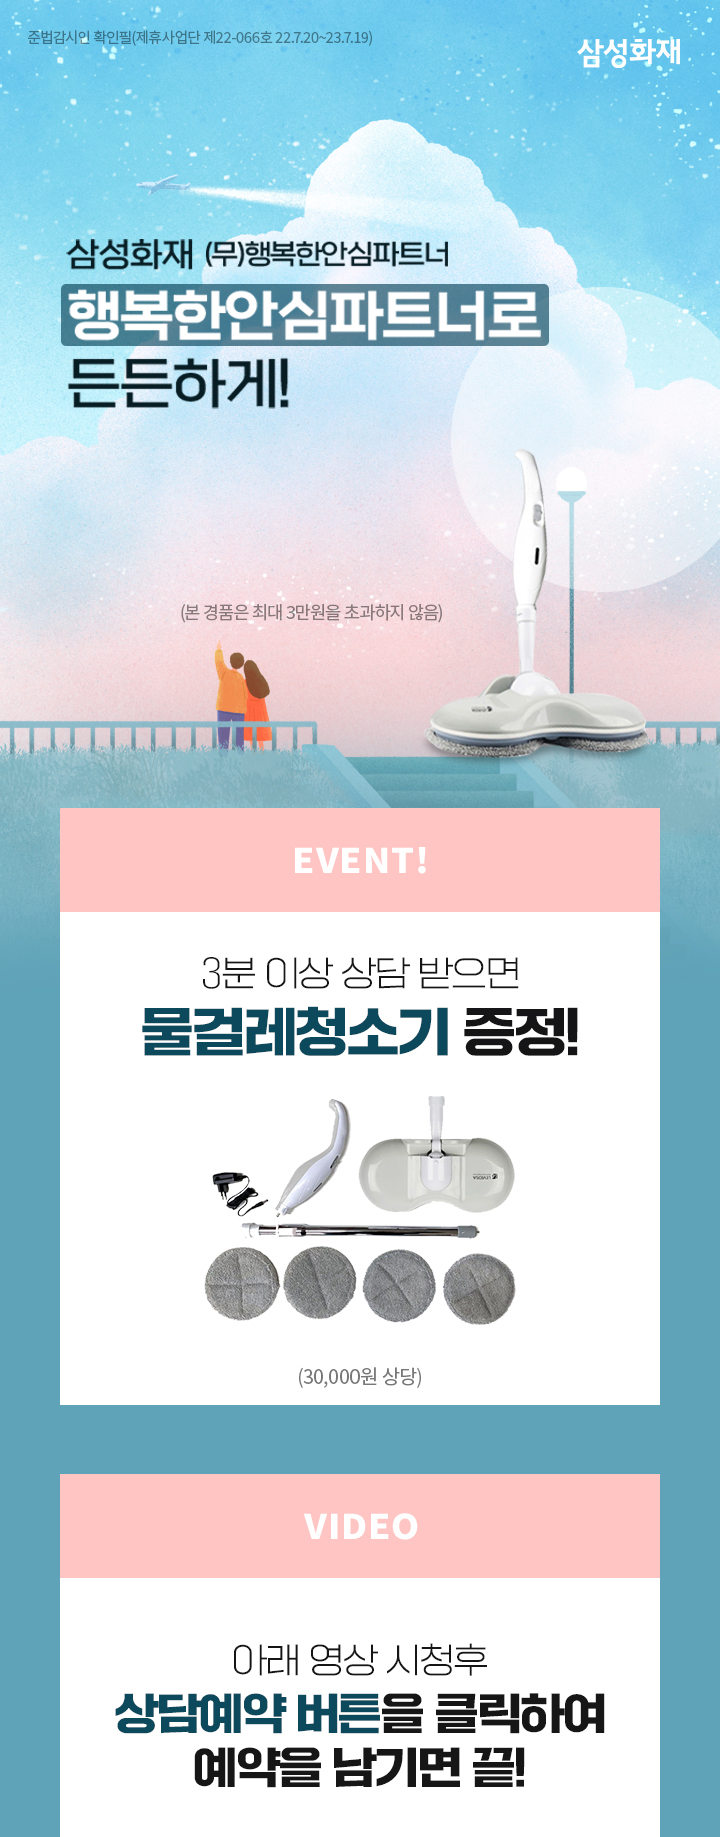 준법감시인 확인필(제휴사업단 제22-066호 22.7.20~23.7.19)
삼성화재
삼성화재 (무)행복한안심파트너
행복한안심파트너로
든든하게!
(본 경품은 최대 3만원을 초과하지 않음)
EVENT!
3분 이상 상담 받으면
물걸레청소기 증정!
(30,000원 상당)
VIDEO
아래 영상 시청후
상담예약 버튼을 클릭하여
예약을 남기면 끝!